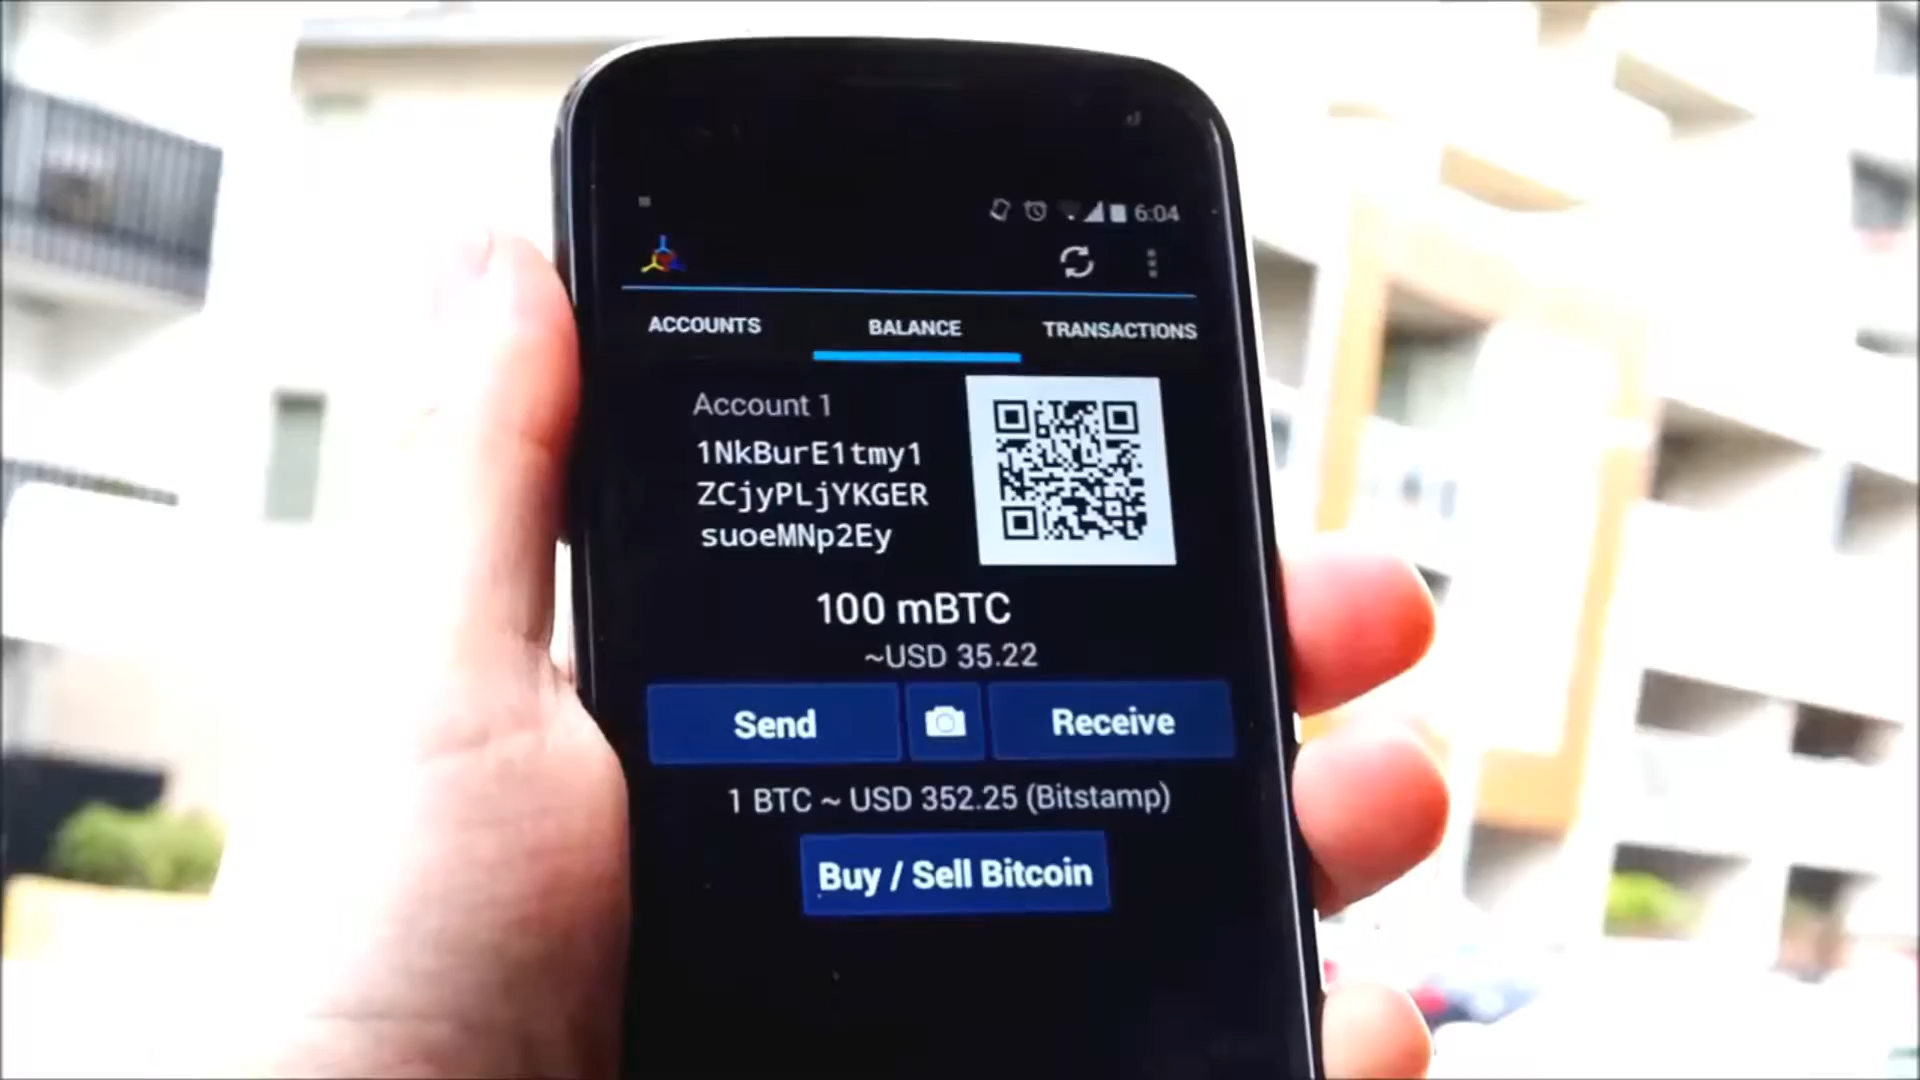 6:04
ACCOUNTS BALANCE TRANSACTIONS
Account 1
1NkBurE1tmy1
ZCjyPLjYKGER
suoeMNp2Ey
100 mBTC
~USD 35.22
Send Receive
1 BTC ~ USD 352.25 (Bitstamp)
Buy / Sell Bitcoin